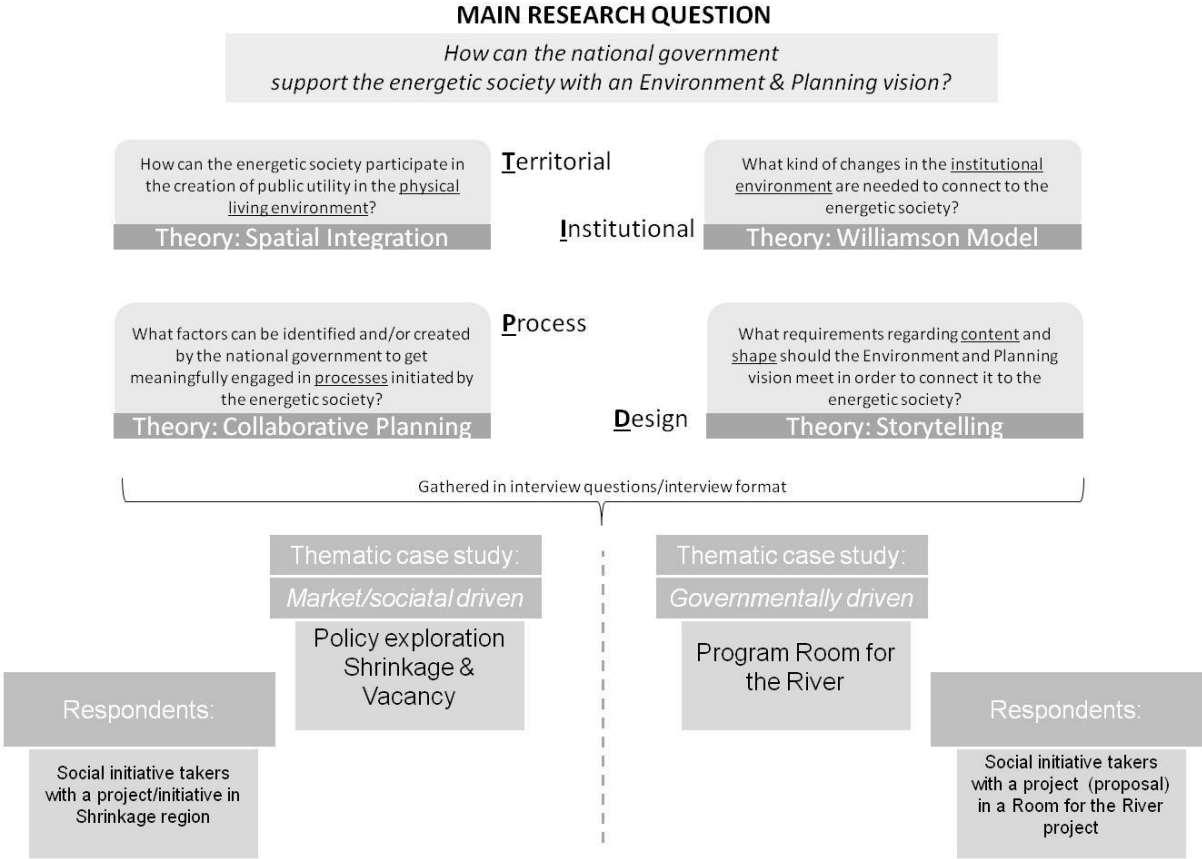 MAIN RESEARCH QUESTION
How can the national government
support the energetic society with an Environment & Planning vision?
How can the energetic society participate in
the creation of public utility in the physical
living environment?
Theory: Spatial Integration
Territorial
Institutional
What kind of changes in the institutional
environment are needed to connect to the
energetic society?
Theory: Williamson Model
What factors can be identified and/or created
by the national government to get
meaningfully engaged in processes initiated by
the energetic society?
Theory: Collaborative Planning
Process
Design
What requirements regarding content and
shape should the Environment and Planning
vision meet in order to connect it to the
energetic society?
Theory: Storytelling
Gathered in interview questions/interview format
Thematic case study:
Market/sociatal driven
Policy exploration
Shrinkage &
Vacancy
Thematic case study:
Governmentally driven
Program Room for
the River
Respondents:
Social initiative takers
with a project/initiative in
Shrinkage region
Respondents:
Social initiative takers
with a project (proposal)
in a Room for the River
project